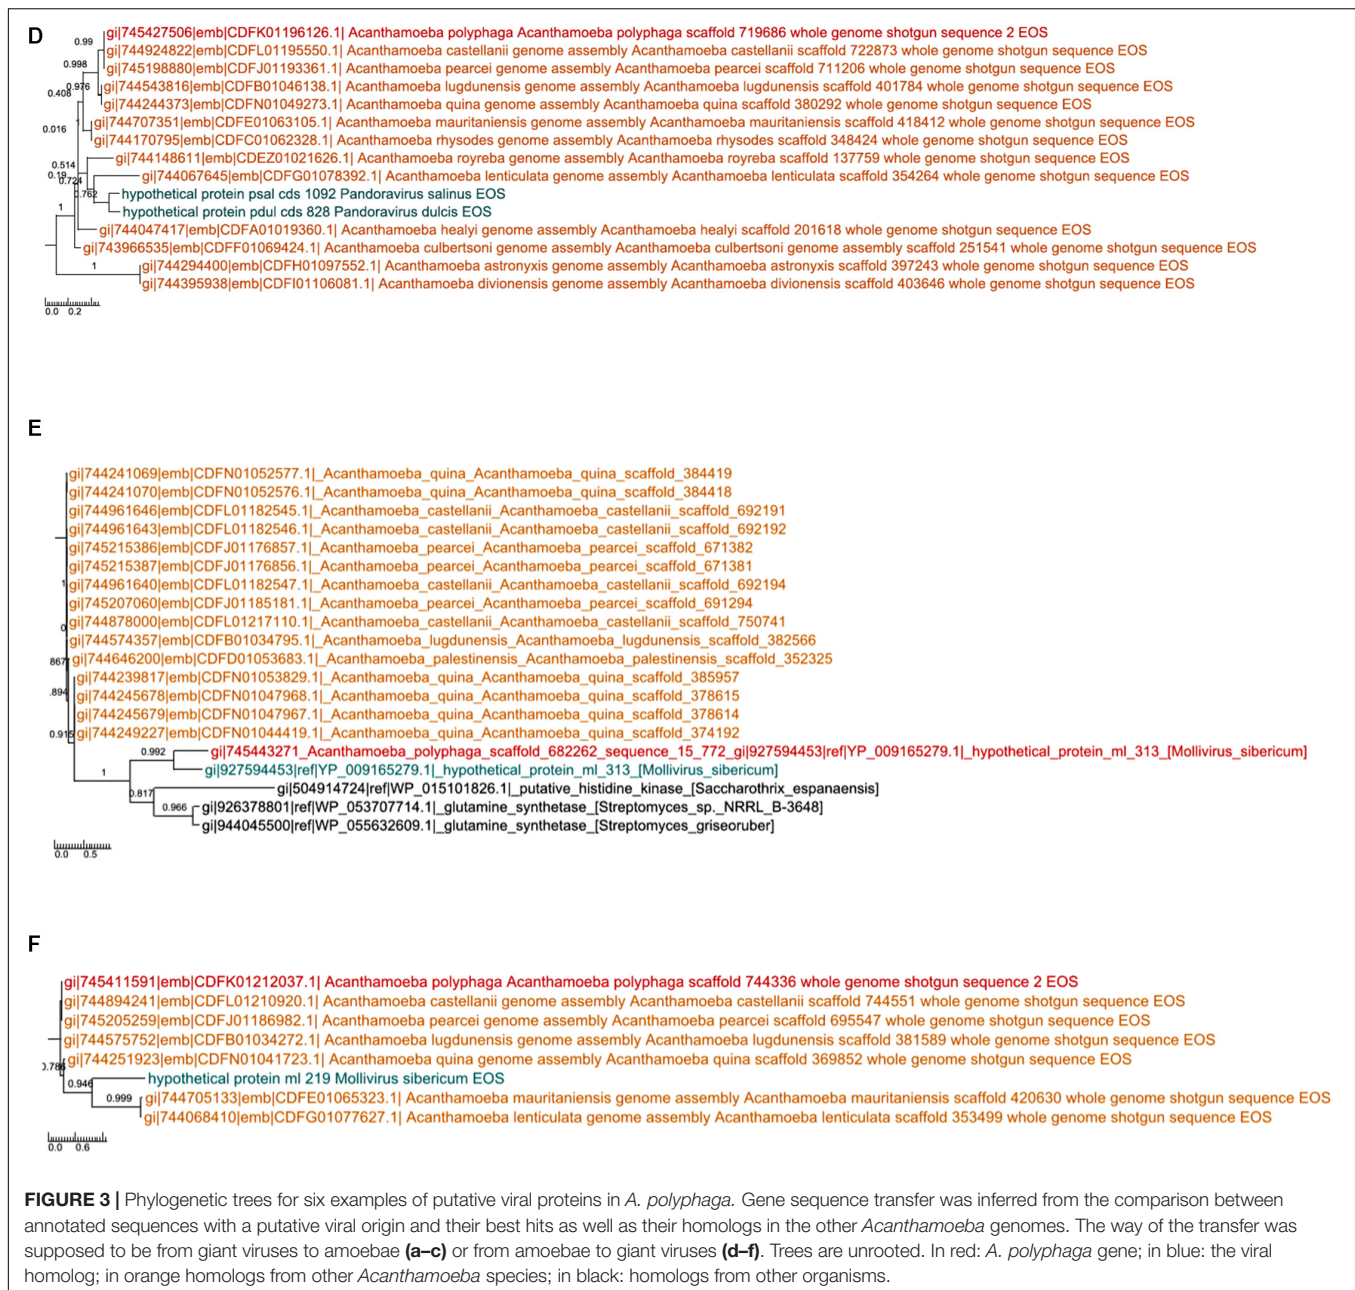 D
gi|745427506|emb|CDFK01196126.1| Acanthamoeba polyphaga Acanthamoeba polyphaga scaffold 719686 whole genome shotgun sequence 2 EOS
0.99
gi|744924822|emb|CDFL01195550.1| Acanthamoeba castellanii genome assembly Acanthamoeba castellanii scaffold 722873 whole genome shotgun sequence EOS
0.998
gi|745198880|emb|CDFJ01193361.1| Acanthamoeba pearcei genome assembly Acanthamoeba pearcei scaffold 711206 whole genome shotgun sequence EOS
0.976
gi|744543816|emb|CDFB01046138.1| Acanthamoeba lugdunensis genome assembly Acanthamoeba lugdunensis scaffold 401784 whole genome shotgun sequence EOS
0.408
gi|744244373|emb|CDFN01049273.1| Acanthamoeba quina genome assembly Acanthamoeba quina scaffold 380292 whole genome shotgun sequence EOS
1
gi|744707351|emb|CDFE01063105.1| Acanthamoeba mauritaniensis genome assembly Acanthamoeba mauritaniensis scaffold 418412 whole genome shotgun sequence EOS
0.016
gi|744170795|emb|CDFC01062328.1| Acanthamoeba rhysodes genome assembly Acanthamoeba rhysodes scaffold 348424 whole genome shotgun sequence EOS
gi|744148611|emb|CDEZ01021626.1| Acanthamoeba royreba genome assembly Acanthamoeba royreba scaffold 137759 whole genome shotgun sequence EOS
0.514
0.19
0.724
gi|744067645|emb|CDFG01078392.1| Acanthamoeba lenticulata genome assembly Acanthamoeba lenticulata scaffold 354264 whole genome shotgun sequence EOS
0.762
hypothetical protein psal cds 1092 Pandoravirus salinus EOS
1
hypothetical protein pdul cds 828 Pandoravirus dulcis EOS
gi|744047417|emb|CDFA01019360.1| Acanthamoeba healyi genome assembly Acanthamoeba healyi scaffold 201618 whole genome shotgun sequence EOS
gi|743966535|emb|CDFF01069424.1| Acanthamoeba culbertsoni genome assembly Acanthamoeba culbertsoni genome assembly scaffold 251541 whole genome shotgun sequence EOS
1
gi|744294400|emb|CDFH01097552.1| Acanthamoeba astronyxis genome assembly Acanthamoeba astronyxis scaffold 397243 whole genome shotgun sequence EOS
gi|744395938|emb|CDFI01106081.1| Acanthamoeba divionensis genome assembly Acanthamoeba divionensis scaffold 403646 whole genome shotgun sequence EOS
0.0 0.2
E
gi|744241069|emb|CDFN01052577.1|_Acanthamoeba_quina_Acanthamoeba_quina_scaffold_384419
gi|744241070|emb|CDFN01052576.1|_Acanthamoeba_quina_Acanthamoeba_quina_scaffold_384418
gi|744961646|emb|CDFL01182545.1|_Acanthamoeba_castellanii_Acanthamoeba_castellanii_scaffold_692191
gi|744961643|emb|CDFL01182546.1|_Acanthamoeba_castellanii_Acanthamoeba_castellanii_scaffold_692192
gi|745215386|emb|CDFJ01176857.1|_Acanthamoeba_pearcei_Acanthamoeba_pearcei_scaffold_671382
gi|745215387|emb|CDFJ01176856.1|_Acanthamoeba_pearcei_Acanthamoeba_pearcei_scaffold_671381
1
gi|744961640|emb|CDFL01182547.1|_Acanthamoeba_castellanii_Acanthamoeba_castellanii_scaffold_692194
gi|745207060|emb|CDFJ01185181.1|_Acanthamoeba_pearcei_Acanthamoeba_pearcei_scaffold_691294
gi|744878000|emb|CDFL01217110.1|_Acanthamoeba_castellanii_Acanthamoeba_castellanii_scaffold_750741
0
gi|744574357|emb|CDFB01034795.1|_Acanthamoeba_lugdunensis_Acanthamoeba_lugdunensis_scaffold_382566
867
gi|744646200|emb|CDFD01053683.1|_Acanthamoeba_palestinensis_Acanthamoeba_palestinensis_scaffold_352325
gi|744239817|emb|CDFN01053829.1|_Acanthamoeba_quina_Acanthamoeba_quina_scaffold_385957
.894
gi|744245678|emb|CDFN01047968.1|_Acanthamoeba_quina_Acanthamoeba_quina_scaffold_378615
gi|744245679|emb|CDFN01047967.1|_Acanthamoeba_quina_Acanthamoeba_quina_scaffold_378614
0.915
gi|744249227|emb|CDFN01044419.1|_Acanthamoeba_quina_Acanthamoeba_quina_scaffold_374192
0.992
gi|745443271_Acanthamoeba_polyphaga_scaffold_682262_sequence_15_772_gi|927594453|ref|YP_009165279.1|_hypothetical_protein_ml_313_[Mollivirus_sibericum]
1
gi|927594453|ref|YP_009165279.1|_hypothetical_protein_ml_313_[Mollivirus_sibericum]
0.817
gi|504914724|ref|WP_015101826.1|_putative_histidine_kinase_[Saccharothrix_espanaensis]
0.966
gi|926378801|ref|WP_053707714.1|_glutamine_synthetase_[Streptomyces_sp._NRRL_B-3648]
gi|944045500|ref|WP_055632609.1|_glutamine_synthetase_[Streptomyces_griseoruber]
0.0 0.5
F
gi|745411591|emb|CDFK01212037.1| Acanthamoeba polyphaga Acanthamoeba polyphaga scaffold 744336 whole genome shotgun sequence 2 EOS
gi|744894241|emb|CDFL01210920.1| Acanthamoeba castellanii genome assembly Acanthamoeba castellanii scaffold 744551 whole genome shotgun sequence EOS
gi|745205259|emb|CDFJ01186982.1| Acanthamoeba pearcei genome assembly Acanthamoeba pearcei scaffold 695547 whole genome shotgun sequence EOS
gi|744575752|emb|CDFB01034272.1| Acanthamoeba lugdunensis genome assembly Acanthamoeba lugdunensis scaffold 381589 whole genome shotgun sequence EOS
gi|744251923|emb|CDFN01041723.1| Acanthamoeba quina genome assembly Acanthamoeba quina scaffold 369852 whole genome shotgun sequence EOS
0.946
hypothetical protein ml 219 Mollivirus sibericum EOS
0.999
gi|744705133|emb|CDFE01065323.1| Acanthamoeba mauritaniensis genome assembly Acanthamoeba mauritaniensis scaffold 420630 whole genome shotgun sequence EOS
gi|744068410|emb|CDFG01077627.1| Acanthamoeba lenticulata genome assembly Acanthamoeba lenticulata scaffold 353499 whole genome shotgun sequence EOS
0.0 0.6
FIGURE 3 | Phylogenetic trees for six examples of putative viral proteins in A. polyphaga. Gene sequence transfer was inferred from the comparison between
annotated sequences with a putative viral origin and their best hits as well as their homologs in the other Acanthamoeba genomes. The way of the transfer was
supposed to be from giant viruses to amoebae (a–c) or from amoebae to giant viruses (d–f). Trees are unrooted. In red: A. polyphaga gene; in blue: the viral
homolog; in orange homologs from other Acanthamoeba species; in black: homologs from other organisms.